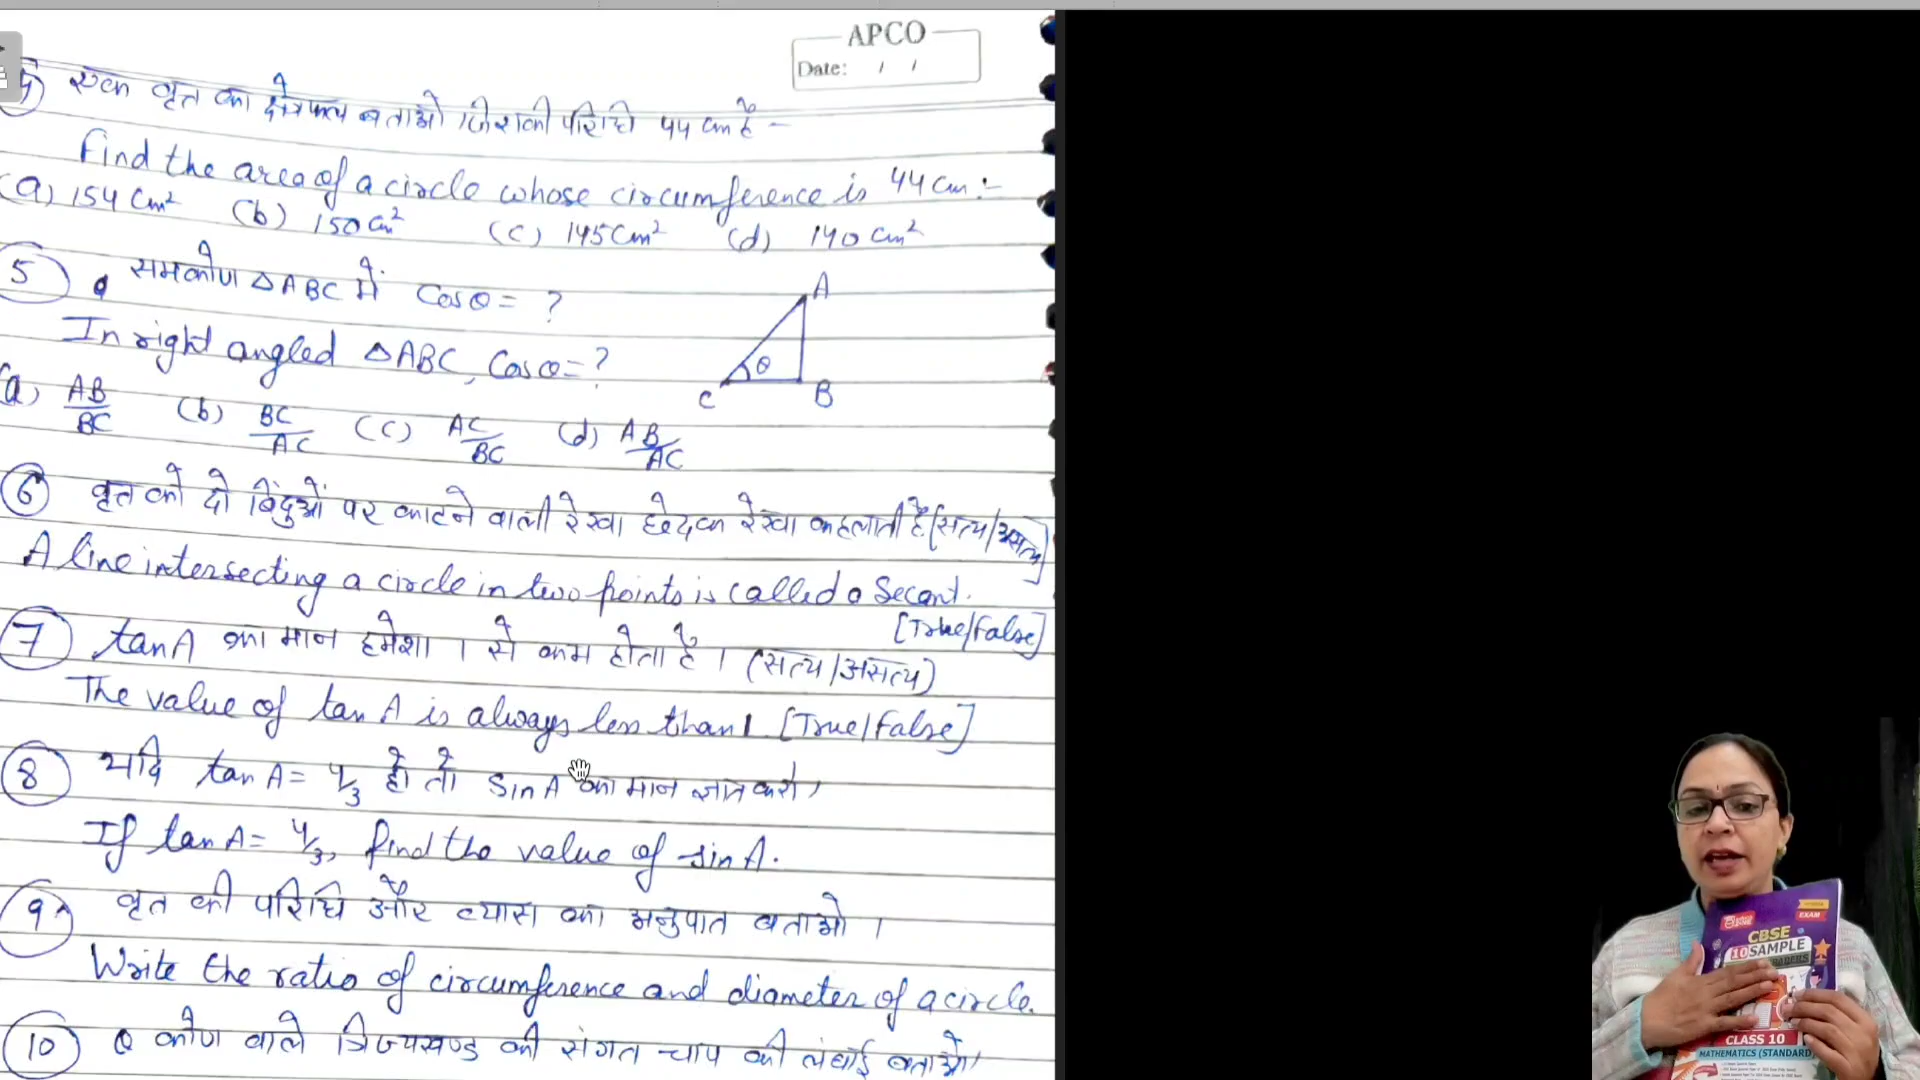 APCO
Date: / /
4) एक वृत्त का क्षेत्रफल बताओ जिसकी परिधि 44 cm है -
Find the area of a circle whose circumference is 44 cm :-
(a) 154 Cm² (b) 150 Cm² (c) 145 Cm² (d) 140 cm²
5 समकोण △ABC में Cosθ = ?
A
In right angled △ABC, Cosθ = ?
θ
C B
(a) AB/BC (b) BC/AC (c) AC/BC (d) AB/AC
6 वृत को दो बिंदुओं पर काटने वाली रेखा छेदक रेखा कहलाती है [सत्य/असत्य]
A line intersecting a circle in two points is called a Secant.
[True/False]
7 tanA का मान हमेशा 1 से कम होता है । (सत्य/असत्य)
The value of tan A is always less than 1 [True/False]
8 यदि tan A = 4/3 हो तो sin A का मान ज्ञात करो,
If tan A = 4/3, find the value of sin A.
9 वृत की परिधि और व्यास का अनुपात बताओ ।
Write the ratio of circumference and diameter of a circle.
10 θ कोण वाले त्रिज्यखण्ड की संगत चाप की लंबाई बताओ,
HINDI
EXAM
CBSE
10 SAMPLE
CLASS 10
MATHEMATICS (STANDARD)